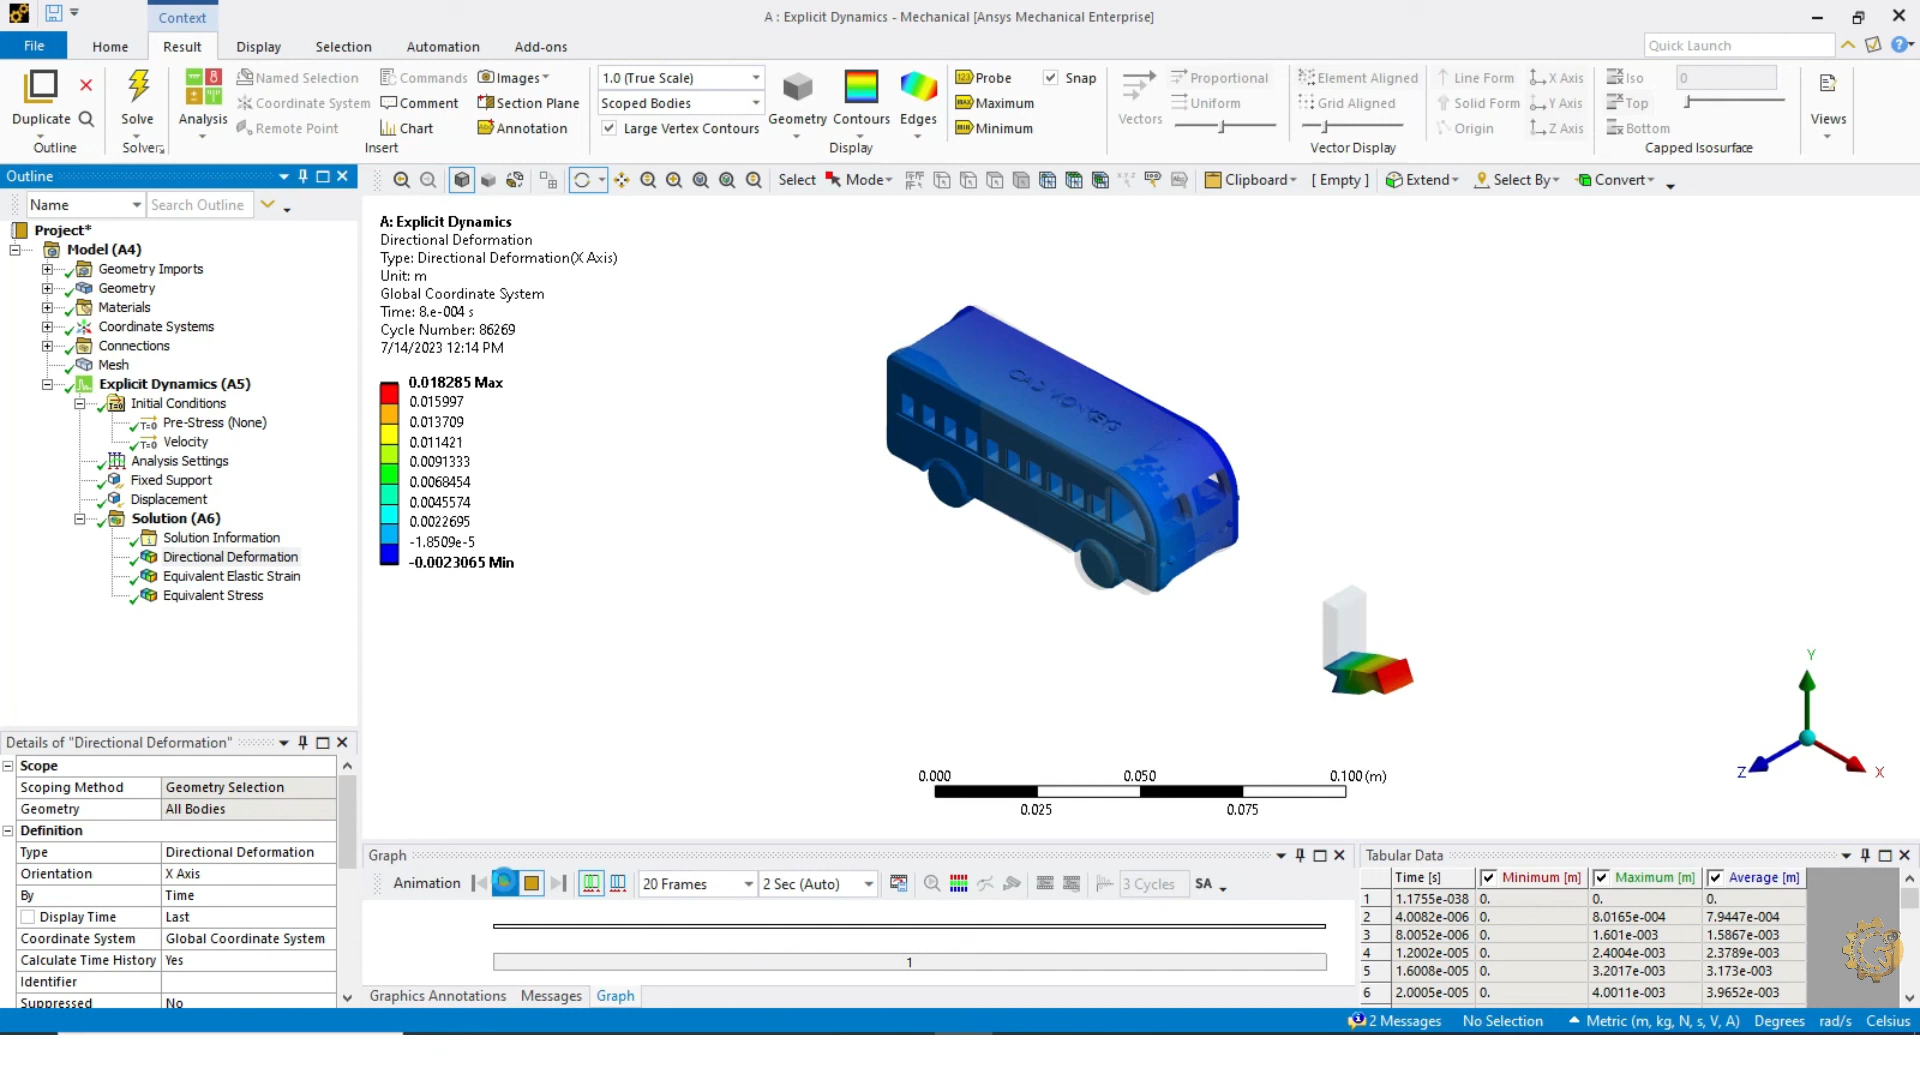 Context
A : Explicit Dynamics - Mechanical [Ansys Mechanical Enterprise]
File Home Result Display Selection Automation Add-ons
Quick Launch
Duplicate
Outline
Solve
Solver
Analysis
Named Selection
Coordinate System
Remote Point
Commands
Comment
Chart
Images
Section Plane
Annotation
Insert
1.0 (True Scale)
Scoped Bodies
Large Vertex Contours
Geometry Contours Edges
Display
Probe
Maximum
Minimum
Snap
Vectors
Proportional
Uniform
Element Aligned
Grid Aligned
Line Form
Solid Form
Origin
X Axis
Y Axis
Z Axis
Vector Display
Iso
Top
Bottom
0
Capped Isosurface
Views
Outline
Name Search Outline
Select Mode Clipboard [ Empty ] Extend Select By Convert
Project*
Model (A4)
Geometry Imports
Geometry
Materials
Coordinate Systems
Connections
Mesh
Explicit Dynamics (A5)
Initial Conditions
Pre-Stress (None)
Velocity
Analysis Settings
Fixed Support
Displacement
Solution (A6)
Solution Information
Directional Deformation
Equivalent Elastic Strain
Equivalent Stress
A: Explicit Dynamics
Directional Deformation
Type: Directional Deformation(X Axis)
Unit: m
Global Coordinate System
Time: 8.e-004 s
Cycle Number: 86269
7/14/2023 12:14 PM
0.018285 Max
0.015997
0.013709
0.011421
0.0091333
0.0068454
0.0045574
0.0022695
-1.8509e-5
-0.0023065 Min
CAD MONKEYS
Y
Z
X
0.000 0.050 0.100 (m)
0.025 0.075
Details of "Directional Deformation"
Scope
Scoping Method Geometry Selection
Geometry All Bodies
Definition
Type Directional Deformation
Orientation X Axis
By Time
Display Time Last
Coordinate System Global Coordinate System
Calculate Time History Yes
Identifier
Suppressed No
Graph
Animation 20 Frames 2 Sec (Auto) 3 Cycles SA
1
Graphics Annotations Messages Graph
Tabular Data
Time [s] Minimum [m] Maximum [m] Average [m]
1 1.1755e-038 0. 0. 0.
2 4.0082e-006 0. 8.0165e-004 7.9447e-004
3 8.0052e-006 0. 1.601e-003 1.5867e-003
4 1.2002e-005 0. 2.4004e-003 2.3789e-003
5 1.6008e-005 0. 3.2017e-003 3.173e-003
6 2.0005e-005 0. 4.0011e-003 3.9652e-003
2 Messages No Selection Metric (m, kg, N, s, V, A) Degrees rad/s Celsius